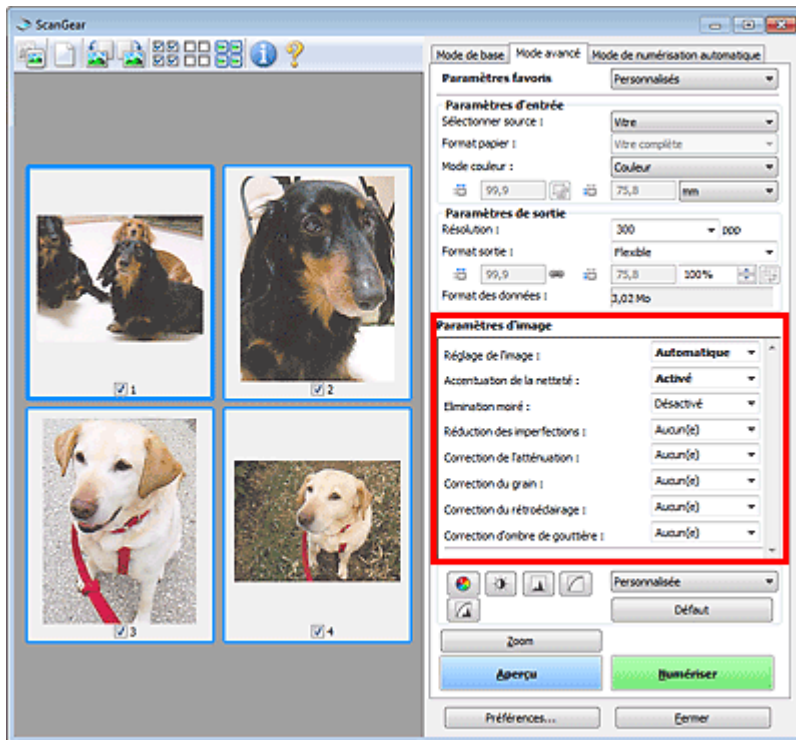 ScanGear
Mode de base Mode avancé Mode de numérisation automatique
Paramètres favoris Personnalisés
Paramètres d'entrée
Sélectionner source : Vitre
Format papier : Vitre complète
Mode couleur : Couleur
99,9 75,8 mm
Paramètres de sortie
Résolution : 300 ppp
Format sortie : Flexible
99,9 75,8 100%
Format des données : 3,02 Mo
Paramètres d'image
Réglage de l'image : Automatique
Accentuation de la netteté : Activé
Elimination moiré : Désactivé
Réduction des imperfections : Aucun(e)
Correction de l'atténuation : Aucun(e)
Correction du grain : Aucun(e)
Correction du rétroéclairage : Aucun(e)
Correction d'ombre de gouttière : Aucun(e)
1
2
3
4
Personnalisée
Défaut
Zoom
Aperçu Numériser
Préférences... Fermer